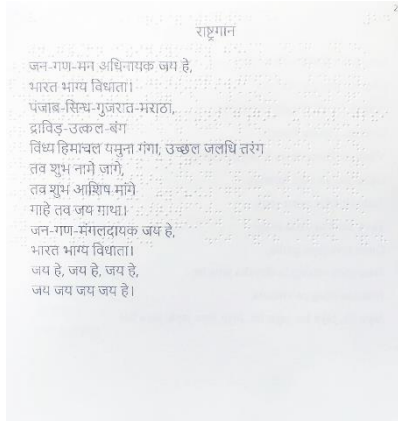 2
राष्ट्रगान
जन-गण-मन अधिनायक जय हे,
भारत भाग्य विधाता।
पंजाब-सिन्ध-गुजरात-मराठा,
द्राविड़-उत्कल-बंग
विंध्य हिमाचल यमुना गंगा, उच्छल जलधि तरंग
तव शुभ नामे जागे,
तव शुभ आशिष मांगे
गाहे तव जय गाथा।
जन-गण-मंगलदायक जय हे,
भारत भाग्य विधाता।
जय हे, जय हे, जय हे,
जय जय जय जय हे।